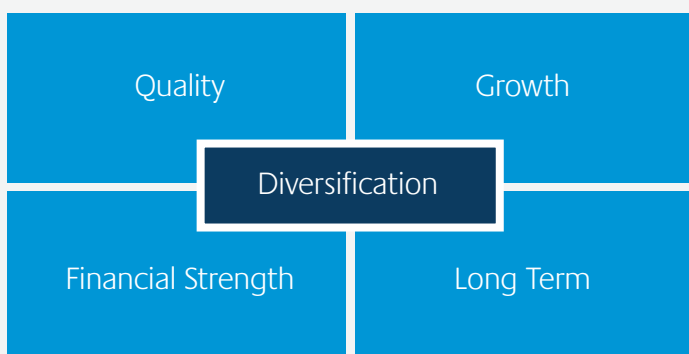 Quality
Growth
Diversification
Financial Strength
Long Term